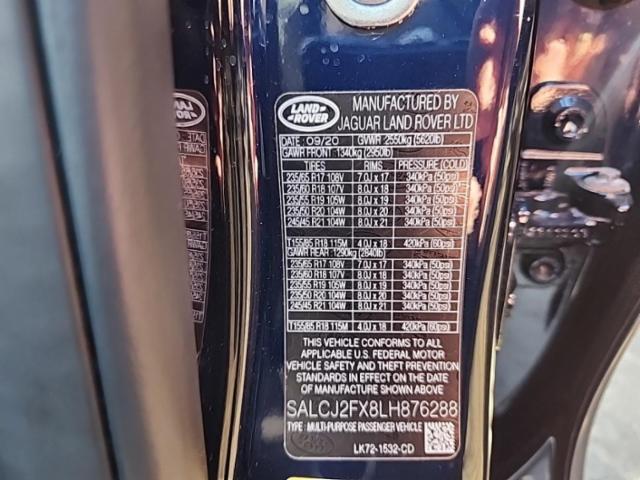 LAND
ROVER
MANUFACTURED BY
JAGUAR LAND ROVER LTD
DATE: 09/20 GVWR 2550kg (5620lb)
GAWR FRONT: 1340kg (2950lb)
TIRES RIMS PRESSURE (COLD)
235/65 R17 108V 7.0J x 17 340kPa (50psi)
235/60 R18 107V 8.0J x 18 340kPa (50psi)
235/55 R19 105W 8.0J x 19 340kPa (50psi)
235/50 R20 104W 8.0J x 20 340kPa (50psi)
245/45 R21 104W 8.0J x 21 340kPa (50psi)
T155/85 R18 115M 4.0J x 18 420kPa (60psi)
GAWR REAR: 1290kg (2840lb)
235/65 R17 108V 7.0J x 17 340kPa (50psi)
235/60 R18 107V 8.0J x 18 340kPa (50psi)
235/55 R19 105W 8.0J x 19 340kPa (50psi)
235/50 R20 104W 8.0J x 20 340kPa (50psi)
245/45 R21 104W 8.0J x 21 340kPa (50psi)
T155/85 R18 115M 4.0J x 18 420kPa (60psi)
THIS VEHICLE CONFORMS TO ALL
APPLICABLE U.S. FEDERAL MOTOR
VEHICLE SAFETY AND THEFT PREVENTION
STANDARDS IN EFFECT ON THE DATE OF
MANUFACTURE SHOWN ABOVE
SALCJ2FX8LH876288
TYPE: MULTI-PURPOSE PASSENGER VEHICLE
LK72-1532-CD